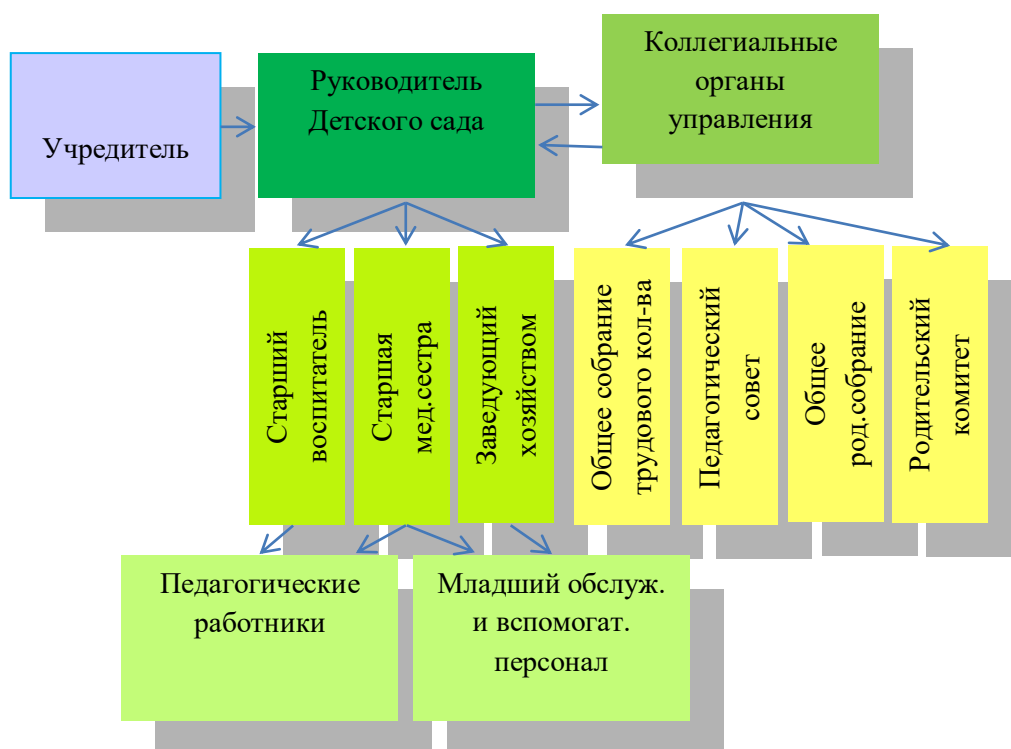 Учредитель
Руководитель
Детского сада
Коллегиальные
органы
управления
Старший
воспитатель
Старшая
мед.сестра
Заведующий
хозяйством
Общее собрание
трудового кол-ва
Педагогический
совет
Общее
род.собрание
Родительский
комитет
Педагогические
работники
Младший обслуж.
и вспомогат.
персонал